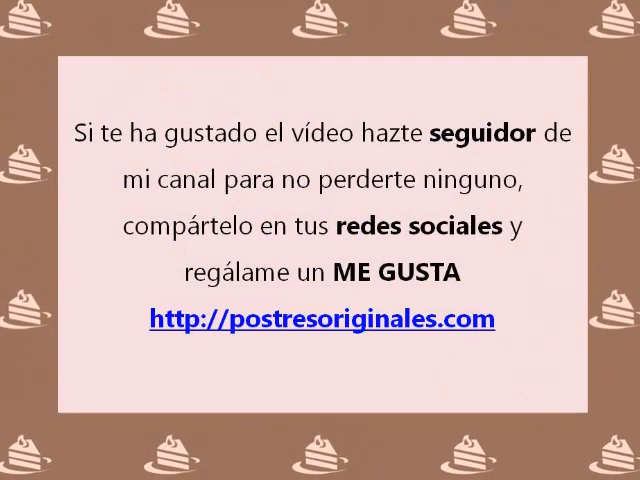 Si te ha gustado el vídeo hazte seguidor de
mi canal para no perderte ninguno,
compártelo en tus redes sociales y
regálame un ME GUSTA
http://postresoriginales.com